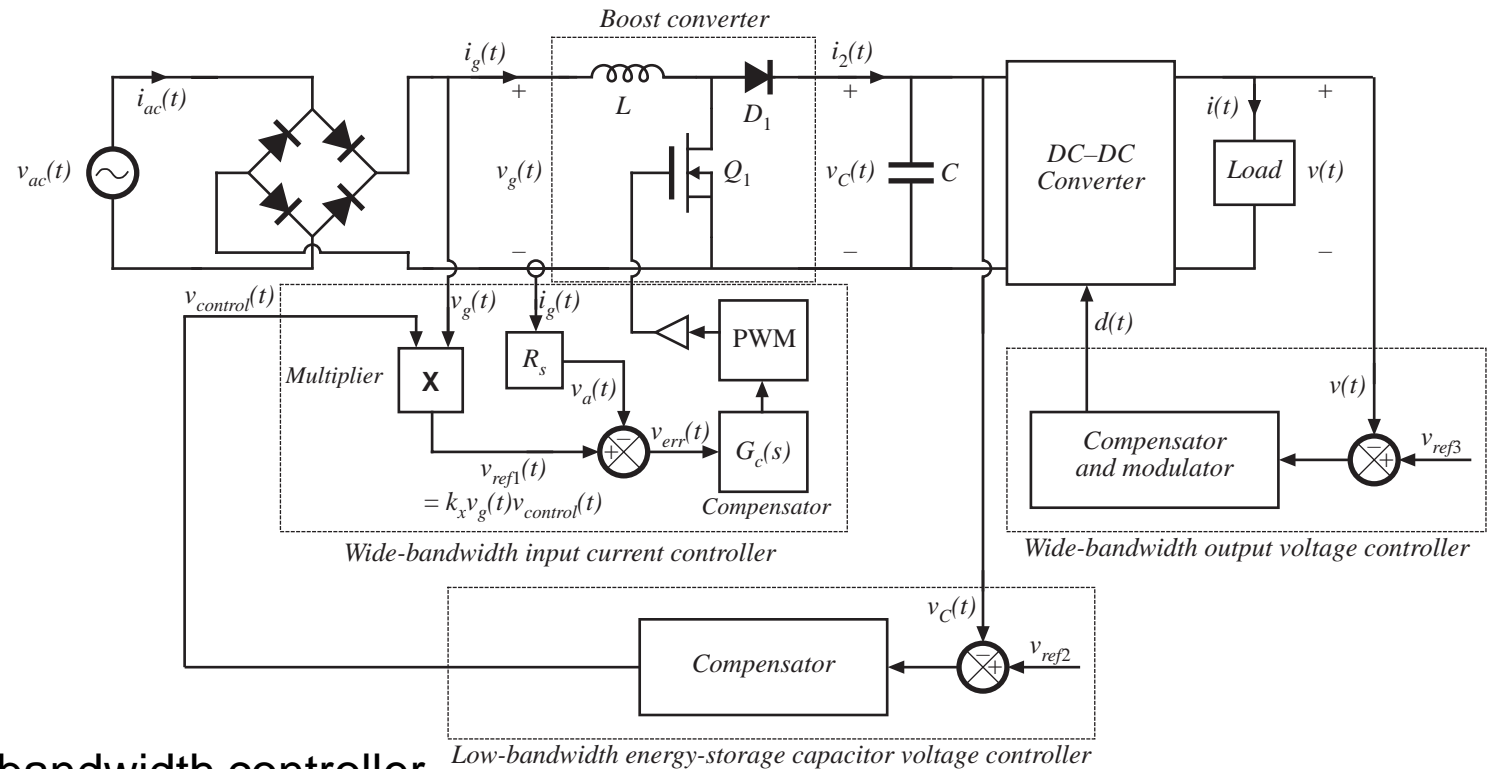 Boost converter
i_g(t)
i_2(t)
i_ac(t)
+
L
D_1
+
i(t)
+
v_ac(t)
v_g(t)
Q_1
v_C(t)
C
DC–DC
Converter
Load
v(t)
–
–
–
v_control(t)
v_g(t)
i_g(t)
d(t)
Multiplier
X
R_s
PWM
v_a(t)
v(t)
–
+
v_err(t)
G_c(s)
Compensator
and modulator
–
+
v_ref3
v_ref1(t)
= k_x v_g(t)v_control(t)
Compensator
Wide-bandwidth input current controller
Wide-bandwidth output voltage controller
v_C(t)
Compensator
–
+
v_ref2
bandwidth controller
Low-bandwidth energy-storage capacitor voltage controller